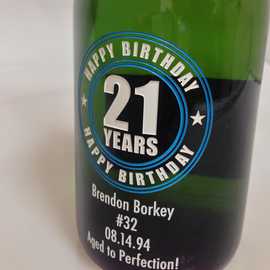 HAPPY BIRTHDAY
21
YEARS
HAPPY BIRTHDAY
Brendon Borkey
#32
08.14.94
Aged to Perfection!